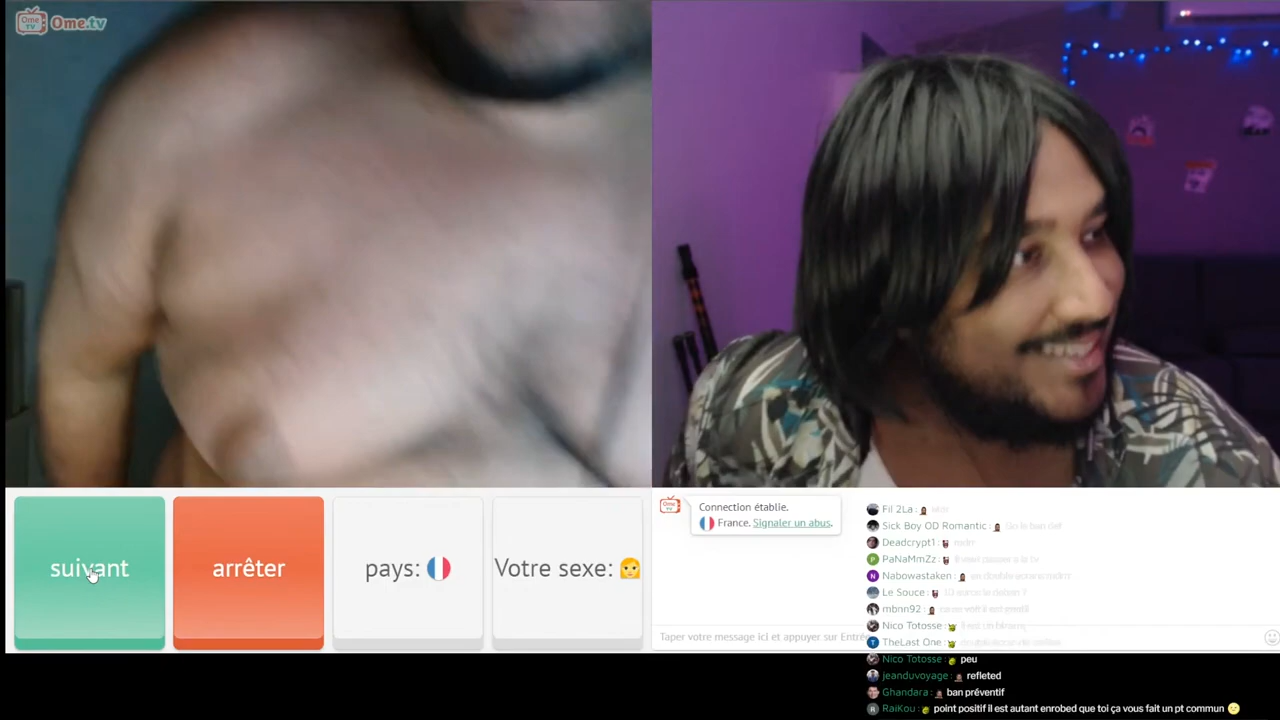 Ome TV Ome.tv
suivant
arrêter
pays:
Votre sexe:
Connection établie.
France. Signaler un abus.
Taper votre message ici et appuyer sur Entrée
Fil 2La :
Sick Boy OD Romantic :
Deadcrypt1 : mdrr
PaNaMmZz :
Nabowastaken :
Le Souce :
mbnn92 :
Nico Totosse :
TheLast One :
Nico Totosse : peu
jeanduvoyage : refleted
Ghandara : ban préventif
R RaiKou : point positif il est autant enrobed que toi ça vous fait un pt commun